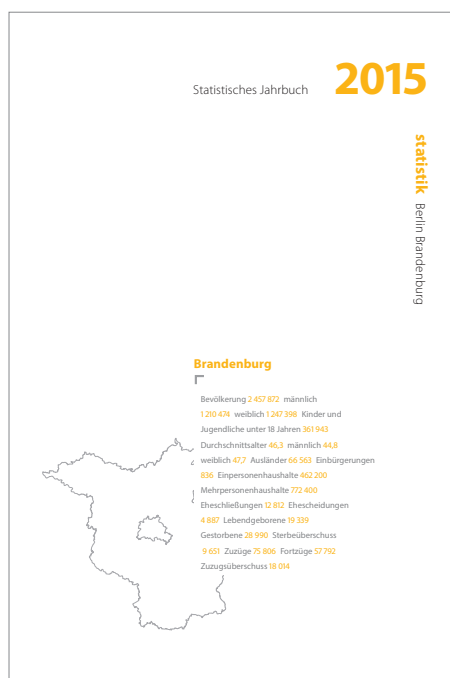 Statistisches Jahrbuch 2015
statistik Berlin Brandenburg
Brandenburg
Bevölkerung 2 457 872 männlich
1 210 474 weiblich 1 247 398 Kinder und
Jugendliche unter 18 Jahren 361 943
Durchschnittsalter 46,3 männlich 44,8
weiblich 47,7 Ausländer 66 563 Einbürgerungen
836 Einpersonenhaushalte 462 200
Mehrpersonenhaushalte 772 400
Eheschließungen 12 812 Ehescheidungen
4 887 Lebendgeborene 19 339
Gestorbene 28 990 Sterbeüberschuss
9 651 Zuzüge 75 806 Fortzüge 57 792
Zuzugsüberschuss 18 014